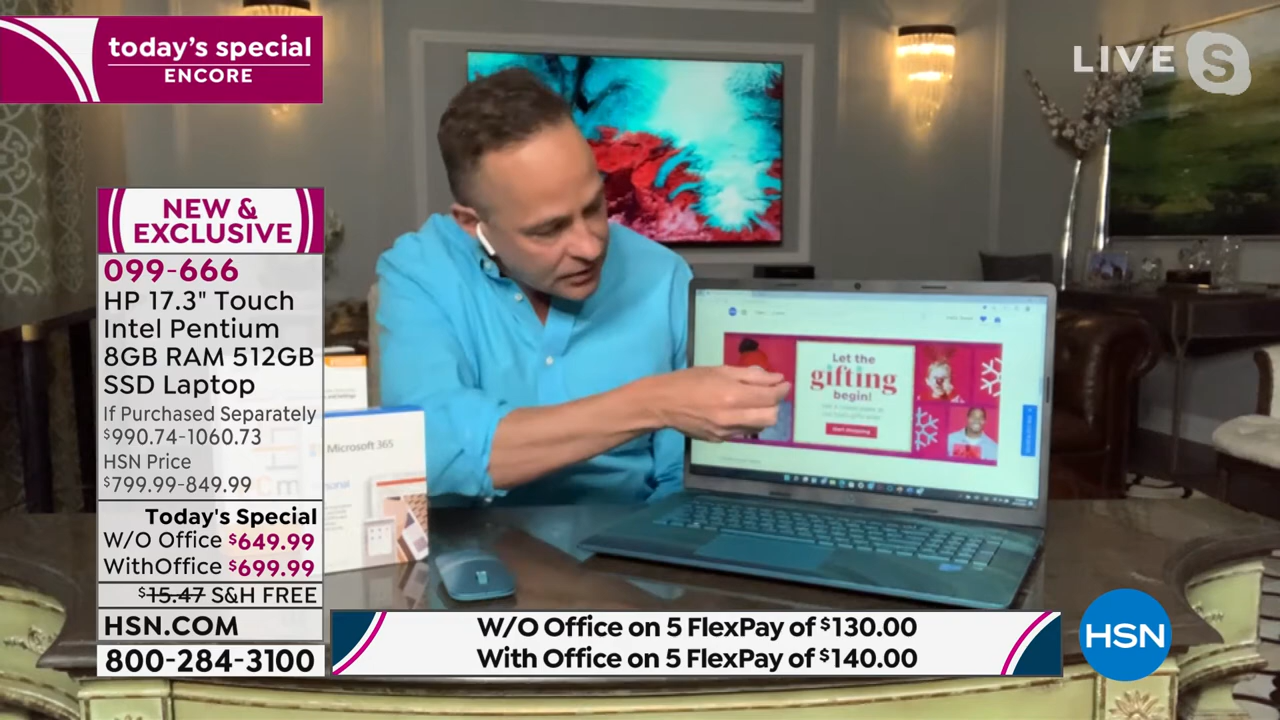 today's special
ENCORE
LIVE
S
NEW &
EXCLUSIVE
099-666
HP 17.3" Touch
Intel Pentium
8GB RAM 512GB
SSD Laptop
If Purchased Separately
$990.74-1060.73
HSN Price
$799.99-849.99
Today's Special
W/O Office $649.99
WithOffice $699.99
$15.47 S&H FREE
HSN.COM
800-284-3100
Microsoft 365
Let the
gifting
begin!
Start shopping
W/O Office on 5 FlexPay of $130.00
With Office on 5 FlexPay of $140.00
HSN